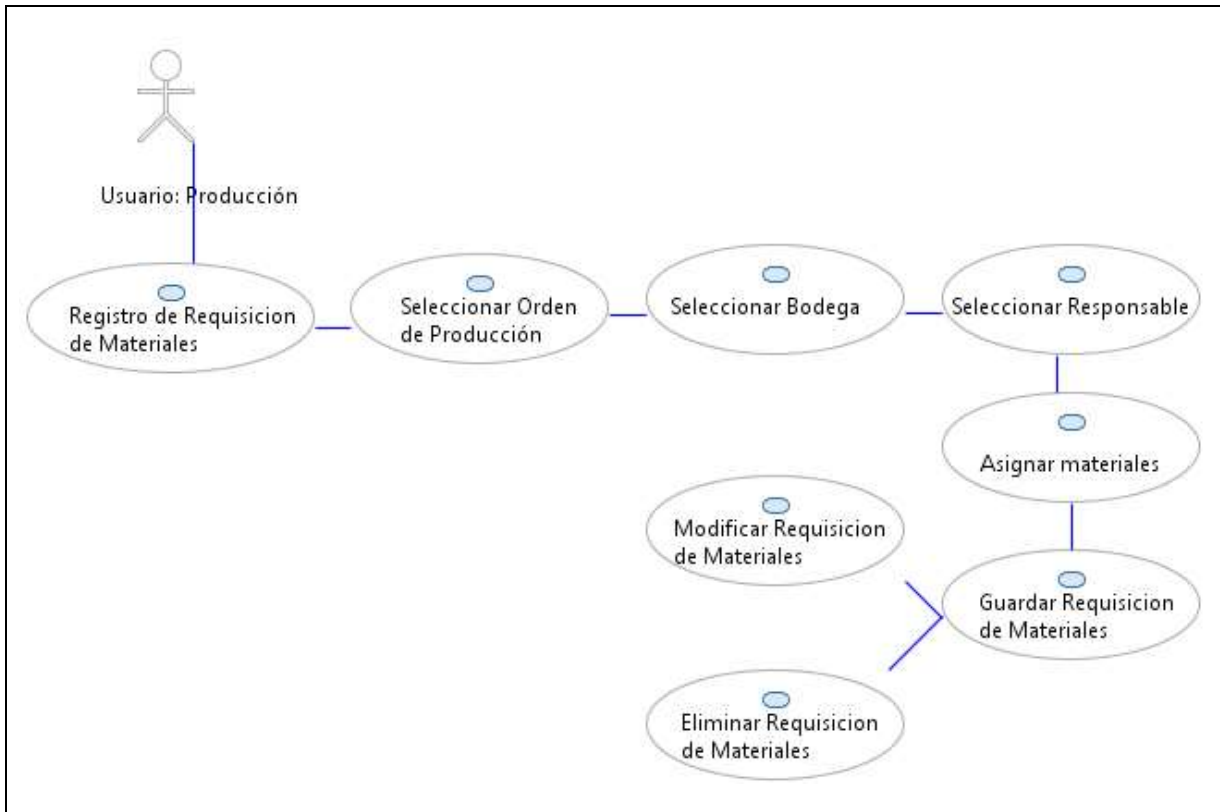 Usuario: Producción
Registro de Requisicion
de Materiales
Seleccionar Orden
de Producción
Seleccionar Bodega
Seleccionar Responsable
Asignar materiales
Modificar Requisicion
de Materiales
Guardar Requisicion
de Materiales
Eliminar Requisicion
de Materiales